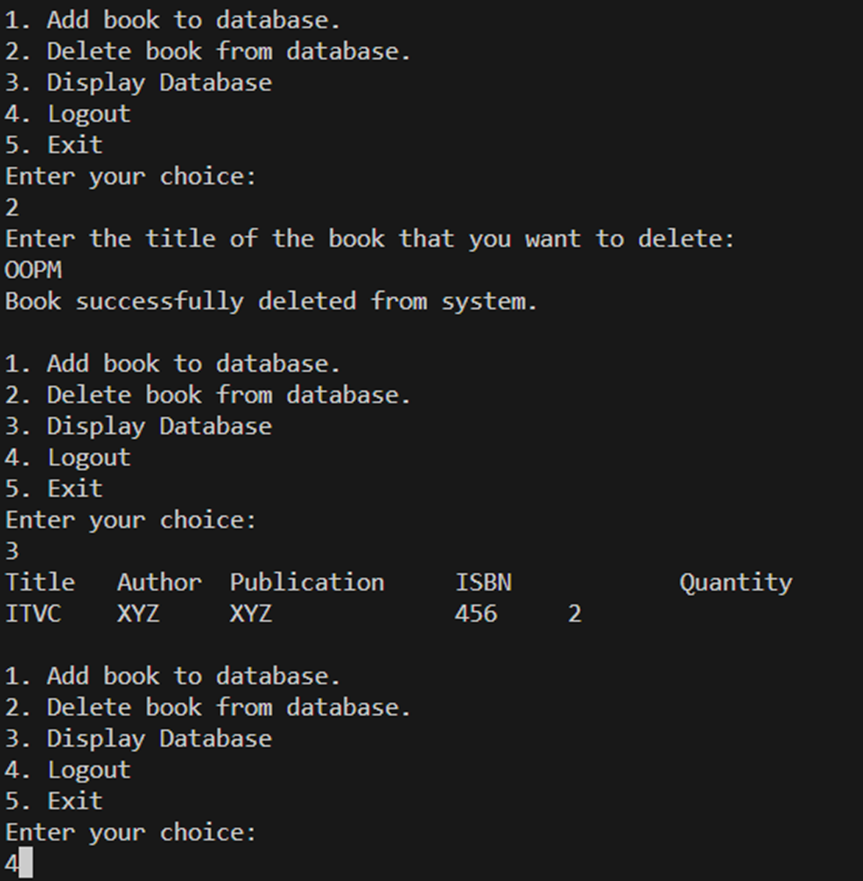 1. Add book to database.
2. Delete book from database.
3. Display Database
4. Logout
5. Exit
Enter your choice:
2
Enter the title of the book that you want to delete:
OOPM
Book successfully deleted from system.
1. Add book to database.
2. Delete book from database.
3. Display Database
4. Logout
5. Exit
Enter your choice:
3
Title Author Publication ISBN Quantity
ITVC XYZ XYZ 456 2
1. Add book to database.
2. Delete book from database.
3. Display Database
4. Logout
5. Exit
Enter your choice:
4